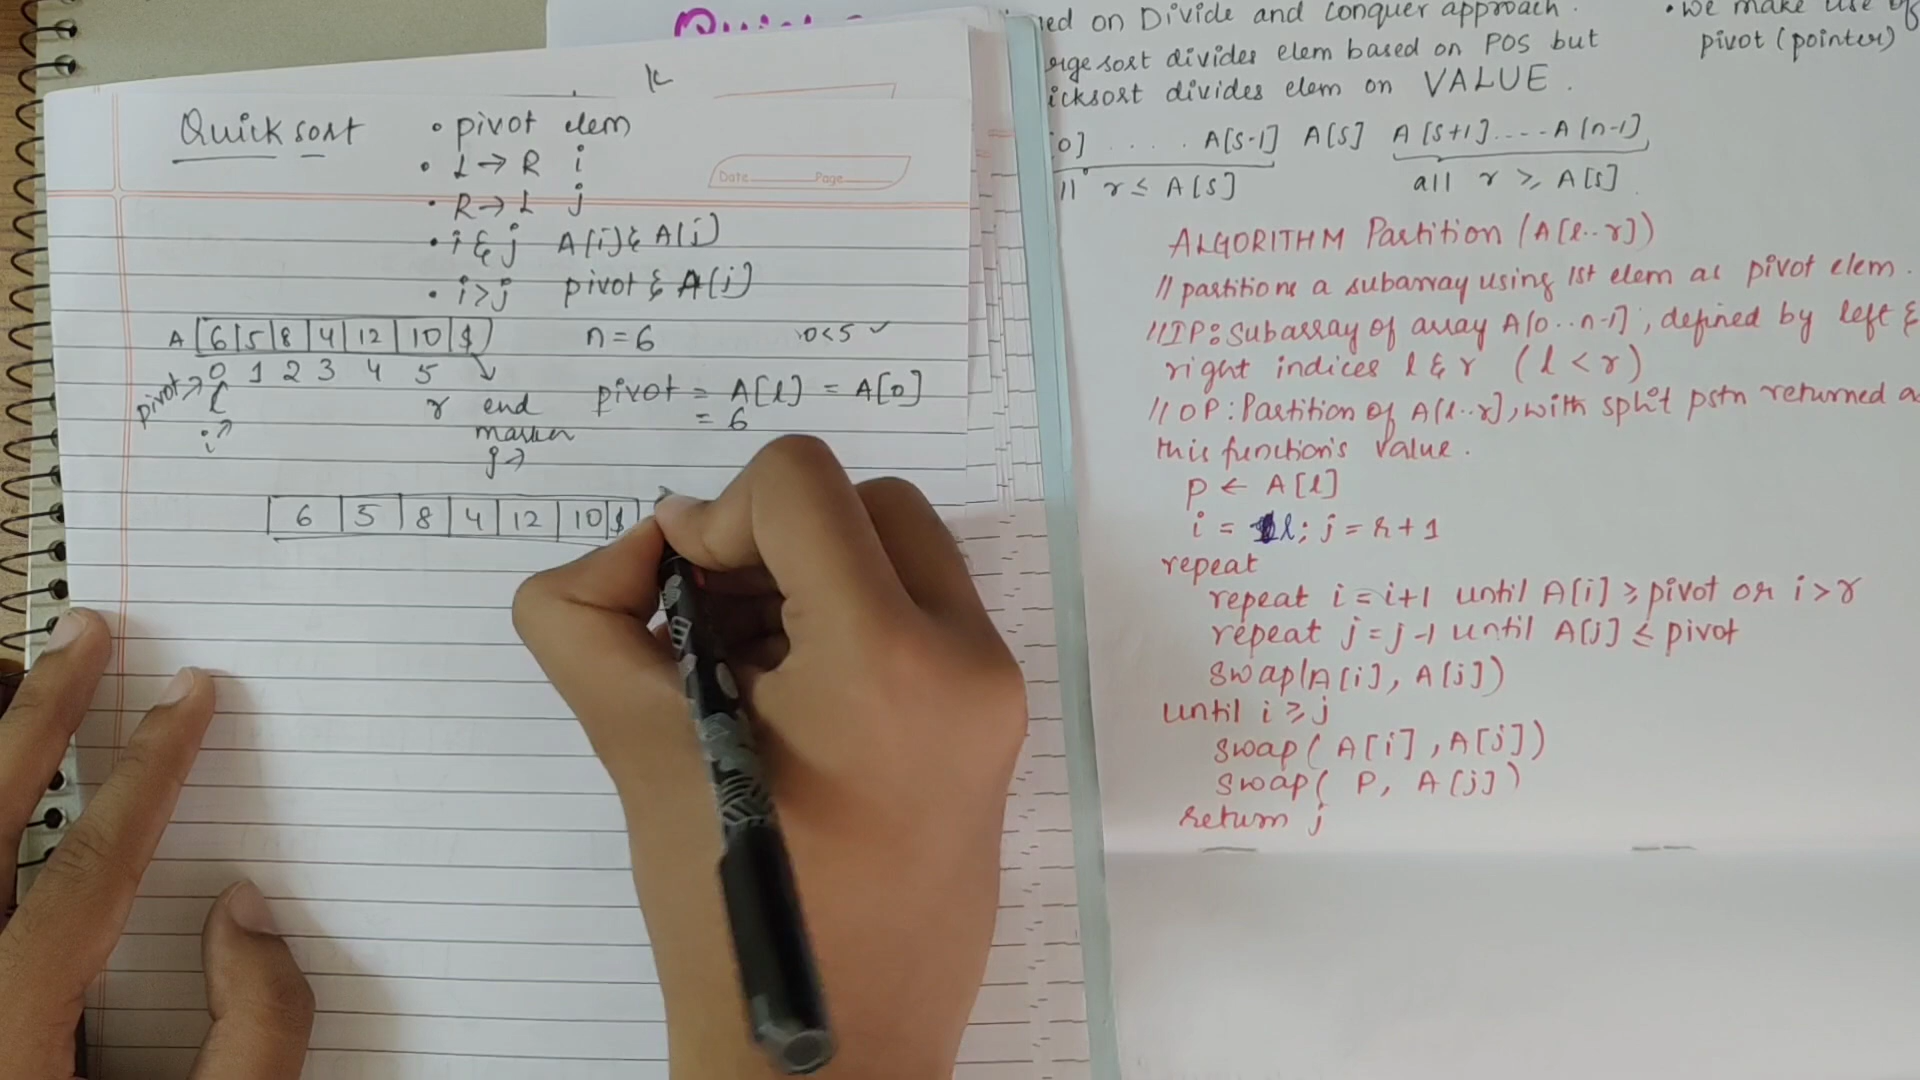 k
Quick sort
• pivot elem
• L → R i
• R → L j
• i & j A[i] & A[j]
• i > j pivot & A[j]
A 6 5 8 4 12 10 $
0 1 2 3 4 5
n = 6
0<5 ✓
pivot → l
i
r
end
marker
j →
pivot = A[l] = A[0]
= 6
6 5 8 4 12 10 $
Date Page
on Divide and Conquer approach.
sort divides elem based on POS but
divides elem on VALUE.
• we make use of
pivot (pointer)
0] . . . . A[s-1] A[s] A[s+1] .... A[n-1]
r ≤ A[s] all r ≥ A[s]
ALGORITHM Partition (A[l..r])
// partitions a subarray using 1st elem as pivot elem.
// IP: Subarray of array A[0..n-1], defined by left &
right indices l & r (l < r)
// OP: Partition of A[l..r], with split pstn returned
this function's value.
p ← A[l]
i = l; j = r + 1
repeat
repeat i = i+1 until A[i] ≥ pivot or i > r
repeat j = j -1 until A[j] ≤ pivot
swap(A[i], A[j])
until i ≥ j
swap( A[i], A[j])
swap( P, A[j])
return j